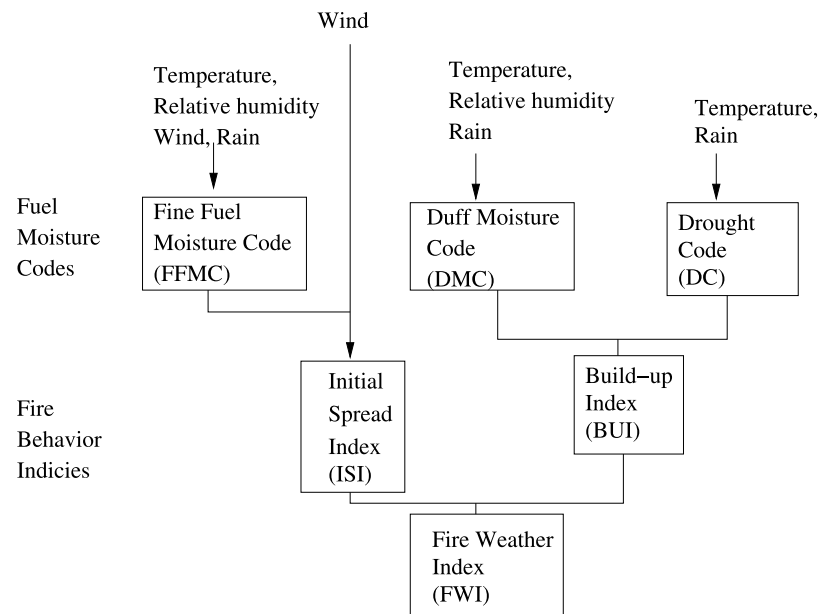 Wind
Temperature,
Relative humidity
Wind, Rain
Temperature,
Relative humidity
Rain
Temperature,
Rain
Fuel
Moisture
Codes
Fine Fuel
Moisture Code
(FFMC)
Duff Moisture
Code
(DMC)
Drought
Code
(DC)
Fire
Behavior
Indicies
Initial
Spread
Index
(ISI)
Build−up
Index
(BUI)
Fire Weather
Index
(FWI)